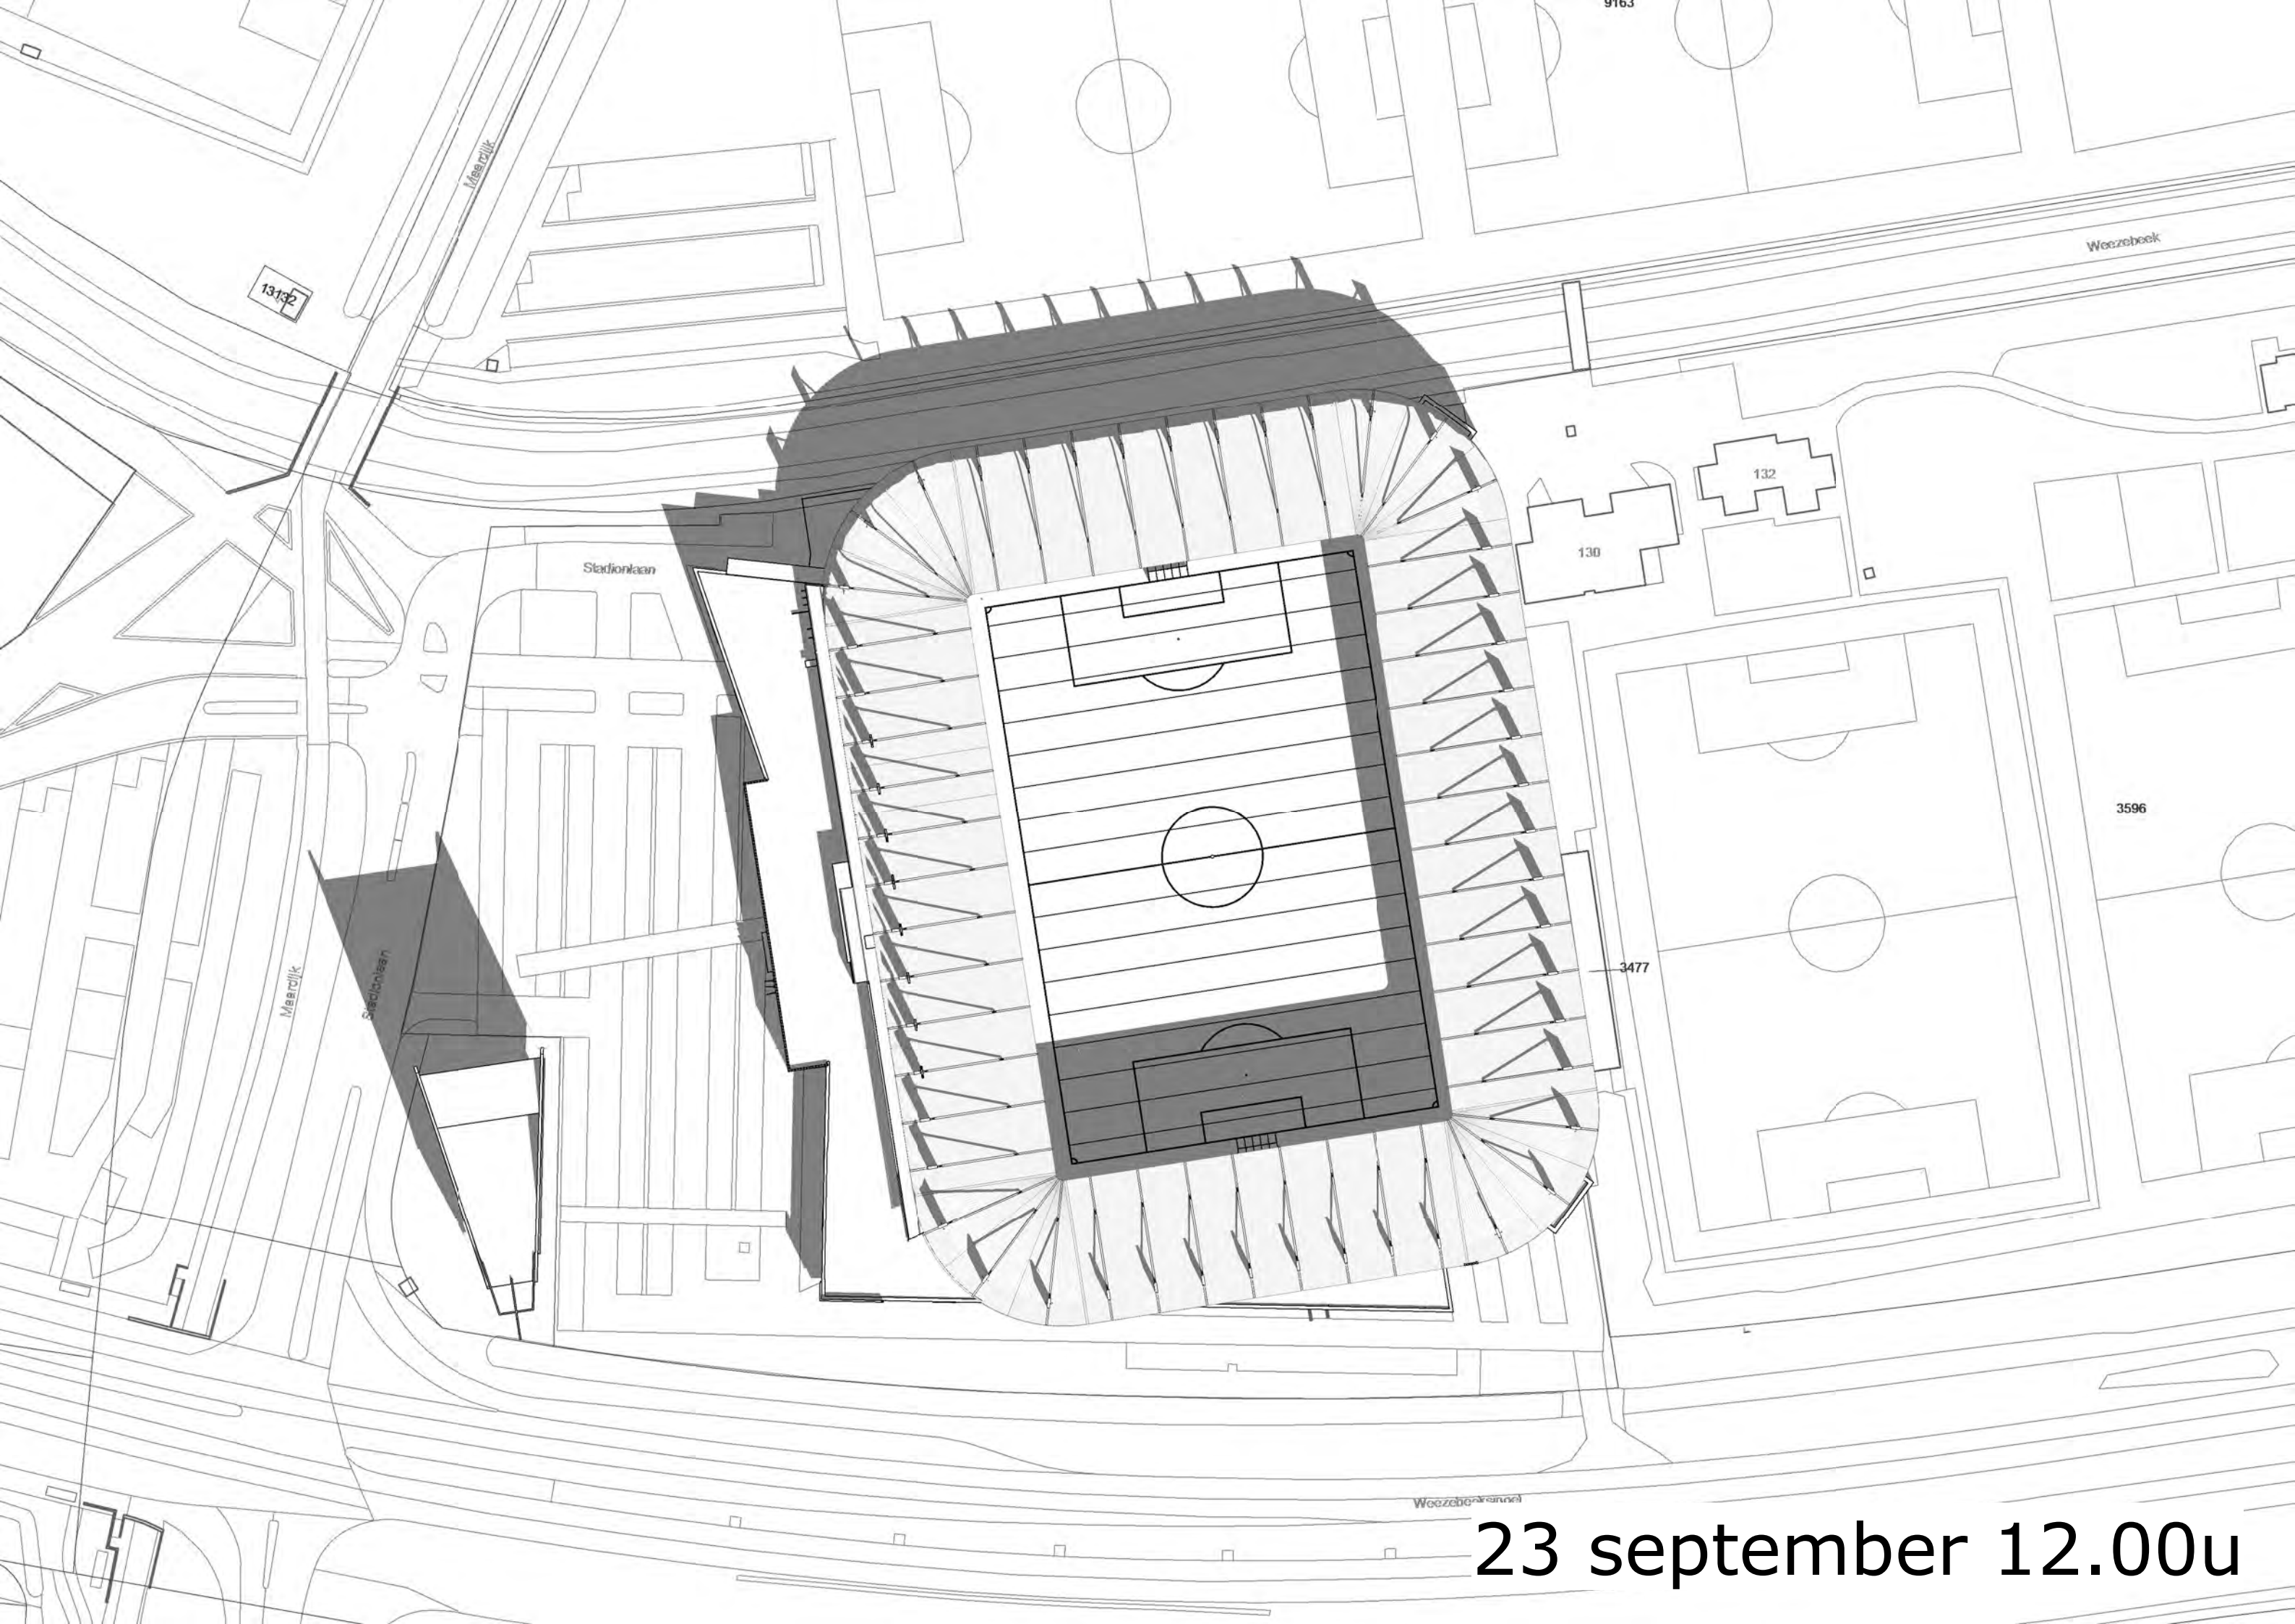 9163
Meerdijk
Weezebeek
13132
132
130
Stadionlaan
3596
3477
Stadionlaan
Meerdijk
23 september 12.00u